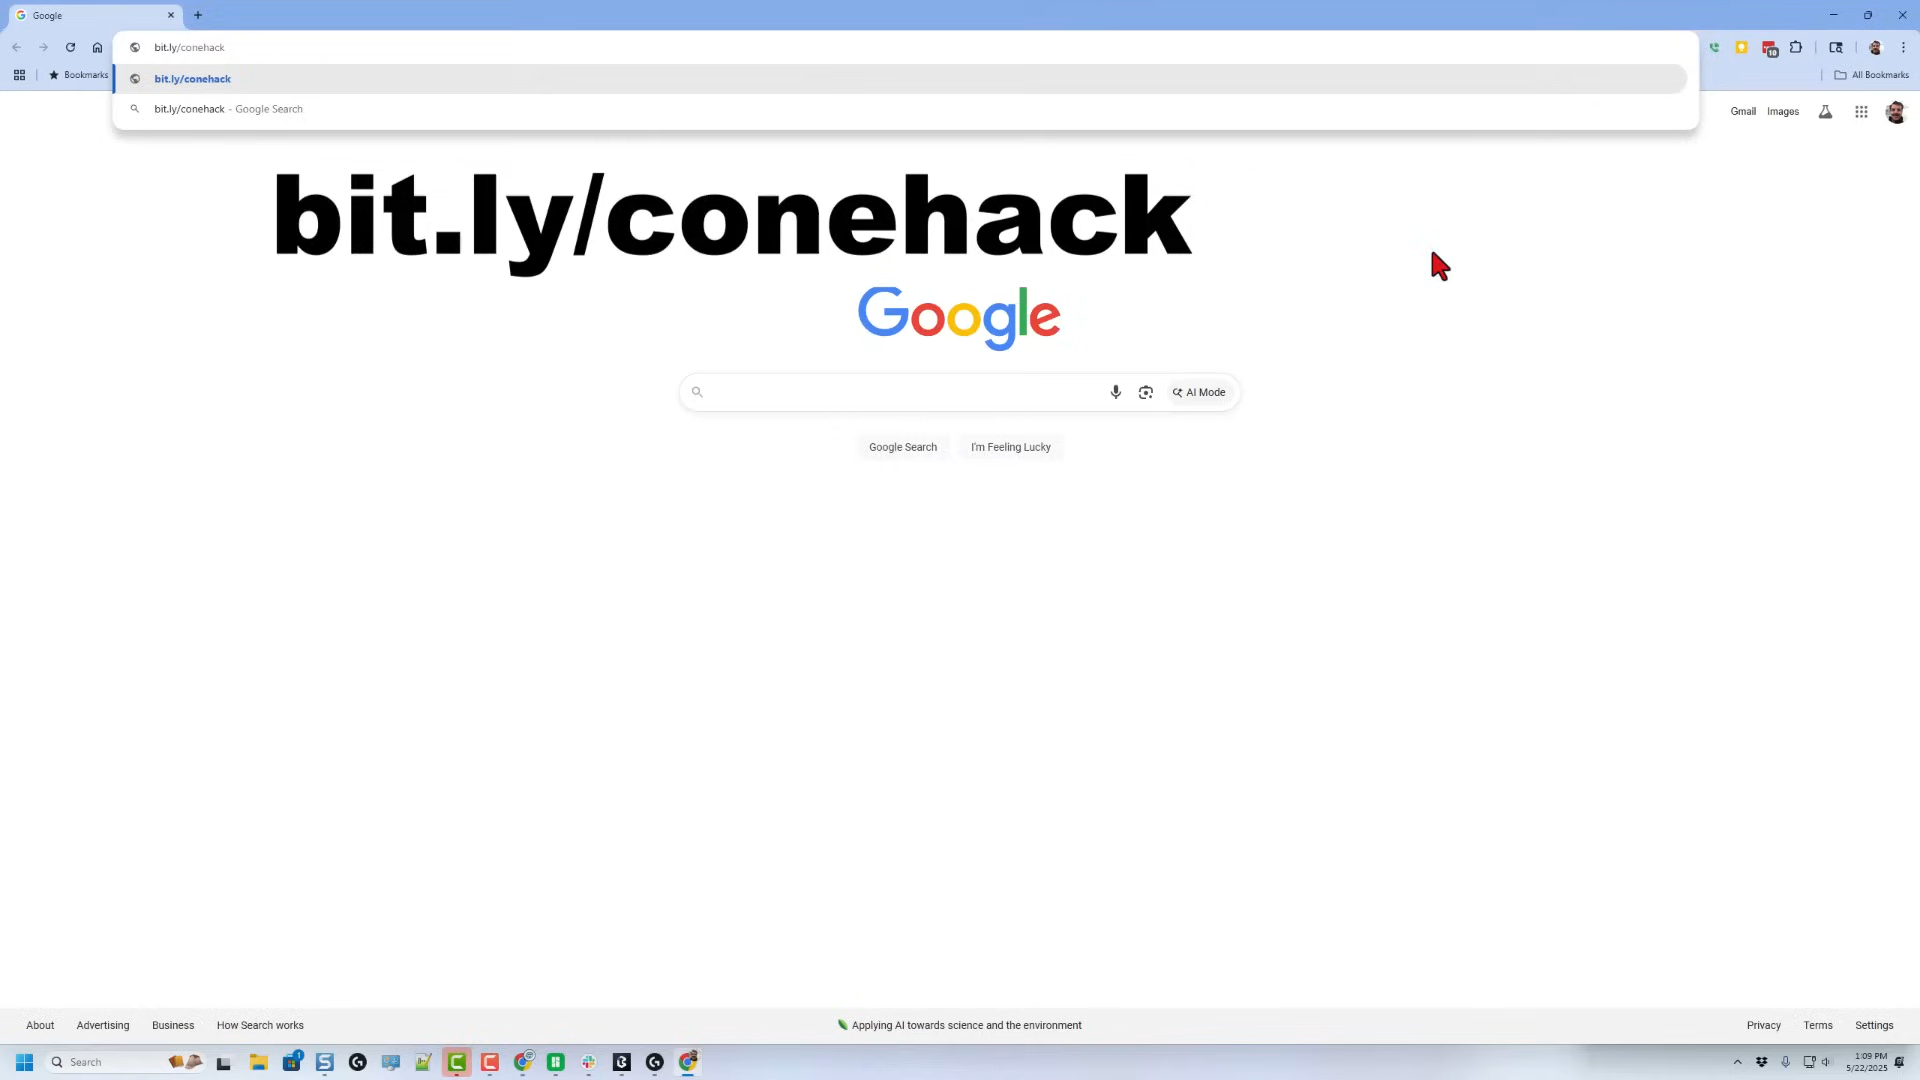 Google
bit.ly/conehack
10
Bookmarks
bit.ly/conehack
All Bookmarks
bit.ly/conehack - Google Search
Gmail
Images
bit.ly/conehack
Google
AI Mode
Google Search
I'm Feeling Lucky
About
Advertising
Business
How Search works
Applying AI towards science and the environment
Privacy
Terms
Settings
Search
1
1:09 PM
5/22/2025